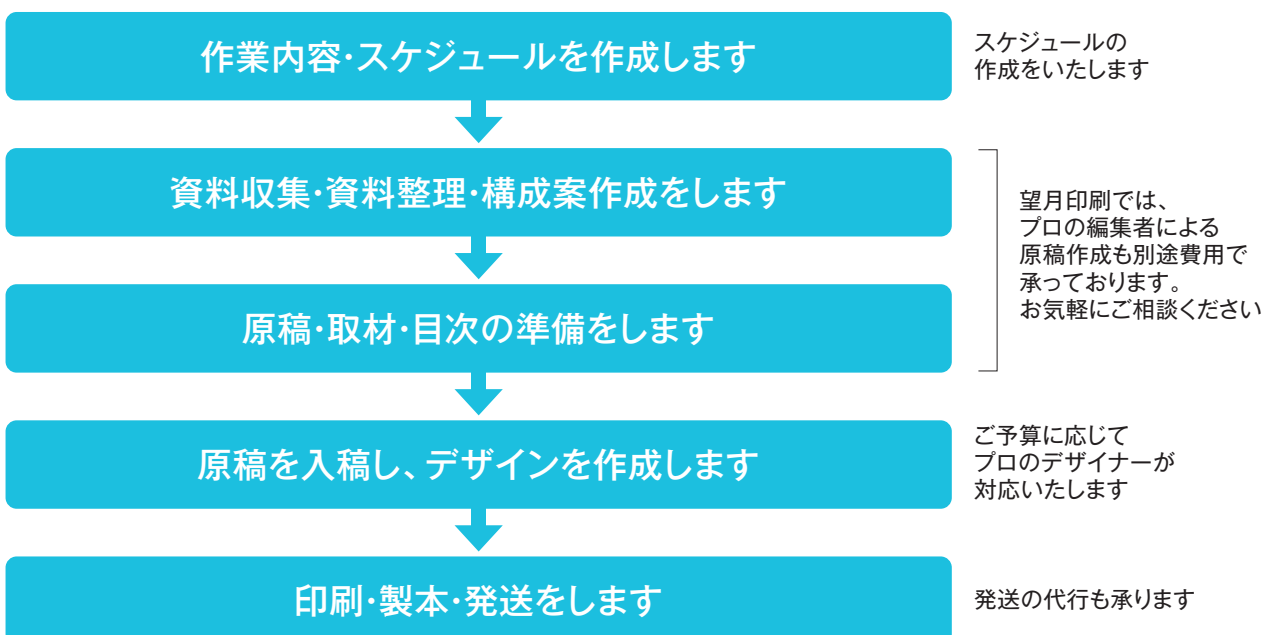 作業内容・スケジュールを作成します
スケジュールの
作成をいたします
資料収集・資料整理・構成案作成をします
望月印刷では、
プロの編集者による
原稿作成も別途費用で
承っております。
お気軽にご相談ください
原稿・取材・目次の準備をします
原稿を入稿し、デザインを作成します
ご予算に応じて
プロのデザイナーが
対応いたします
印刷・製本・発送をします
発送の代行も承ります